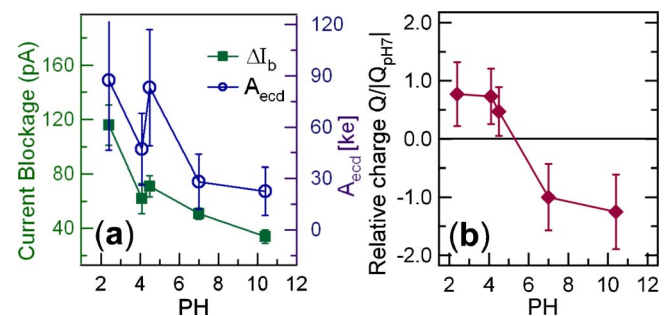 (a)
Current Blockage (pA)
160
120
80
40
ΔI_b
A_ecd
120
90
60
30
0
A_ecd [ke]
2 4 6 8 10 12
PH
(b)
Relative charge Q/|Q_pH7|
2.0
1.0
0.0
-1.0
-2.0
2 4 6 8 10 12
PH